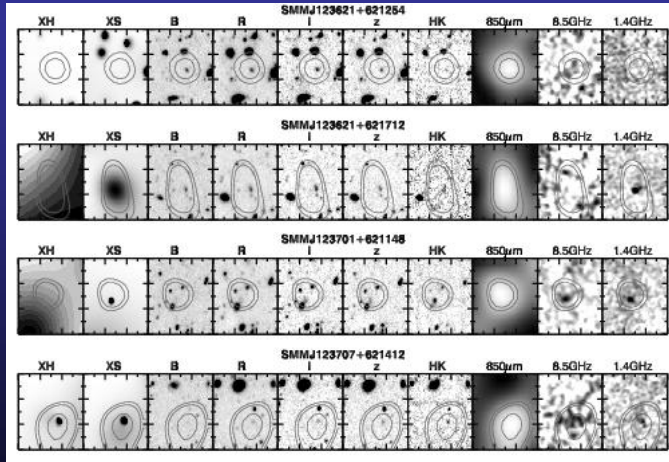 SMMJ123621+621254
XH XS B R I z HK 850μm 8.5GHz 1.4GHz
SMMJ123621+621712
XH XS B R I z HK 850μm 8.5GHz 1.4GHz
SMMJ123701+621148
XH XS B R I z HK 850μm 8.5GHz 1.4GHz
SMMJ123707+621412
XH XS B R I z HK 850μm 8.5GHz 1.4GHz